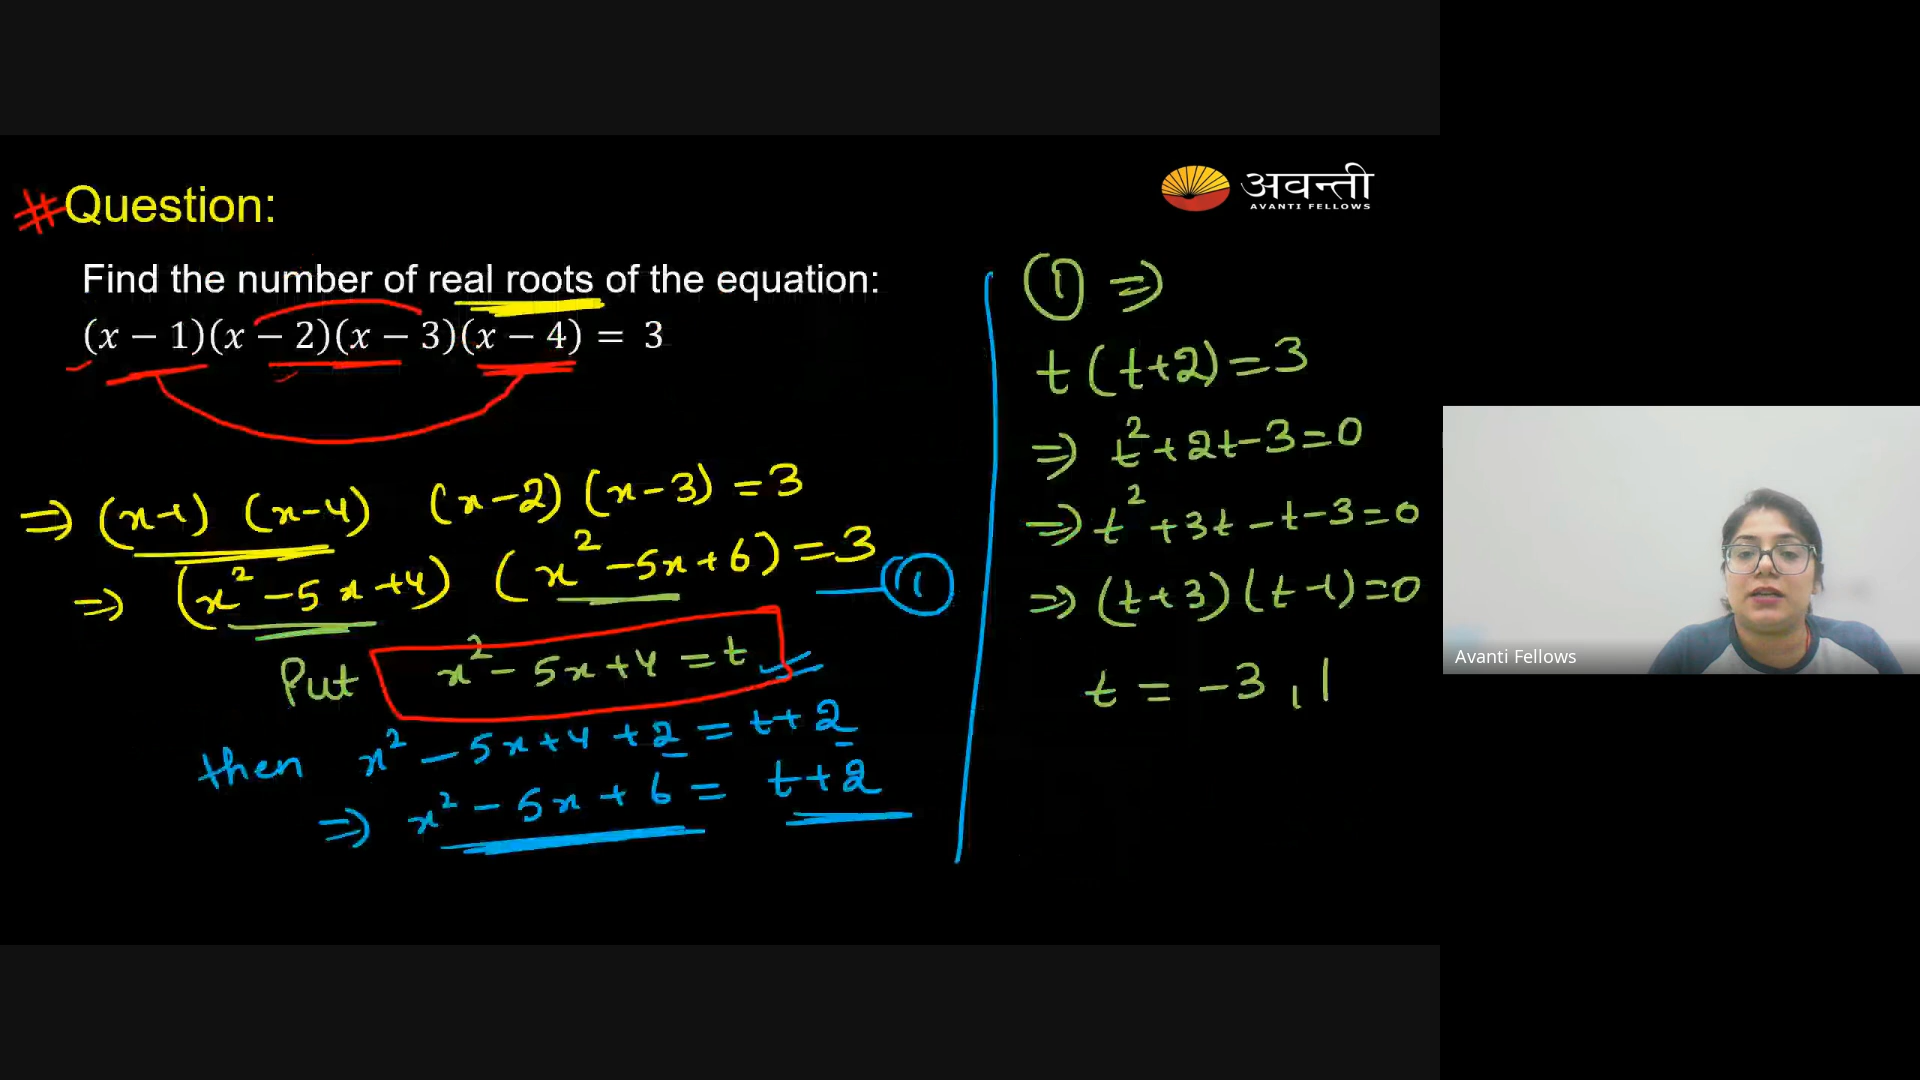 # Question:
अवन्ती
AVANTI FELLOWS
Find the number of real roots of the equation:
(x − 1)(x − 2)(x − 3)(x − 4) = 3
⇒ (x-1) (x-4) (x-2) (x-3) = 3
⇒ (x² - 5x + 4) (x² - 5x + 6) = 3 — ①
Put x² - 5x + 4 = t
then x² - 5x + 4 + 2 = t + 2
⇒ x² - 5x + 6 = t + 2
① ⇒
t (t+2) = 3
⇒ t² + 2t - 3 = 0
⇒ t² + 3t - t - 3 = 0
⇒ (t+3) (t-1) = 0
t = -3, 1
Avanti Fellows